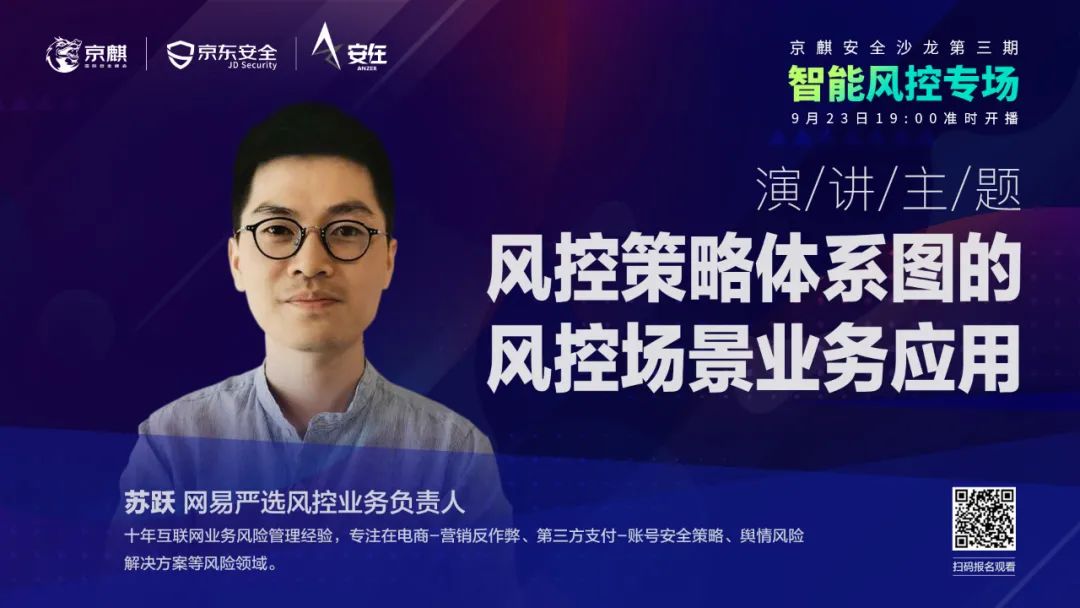 京麒
京东安全
JD Security
安在
ANZER
京麒安全沙龙第三期
智能风控专场
9月23日19:00准时开播
演/讲/主/题
风控策略体系图的
风控场景业务应用
苏跃 网易严选风控业务负责人
十年互联网业务风险管理经验，专注在电商-营销反作弊、第三方支付-账号安全策略、舆情风险
解决方案等风险领域。
扫码报名观看